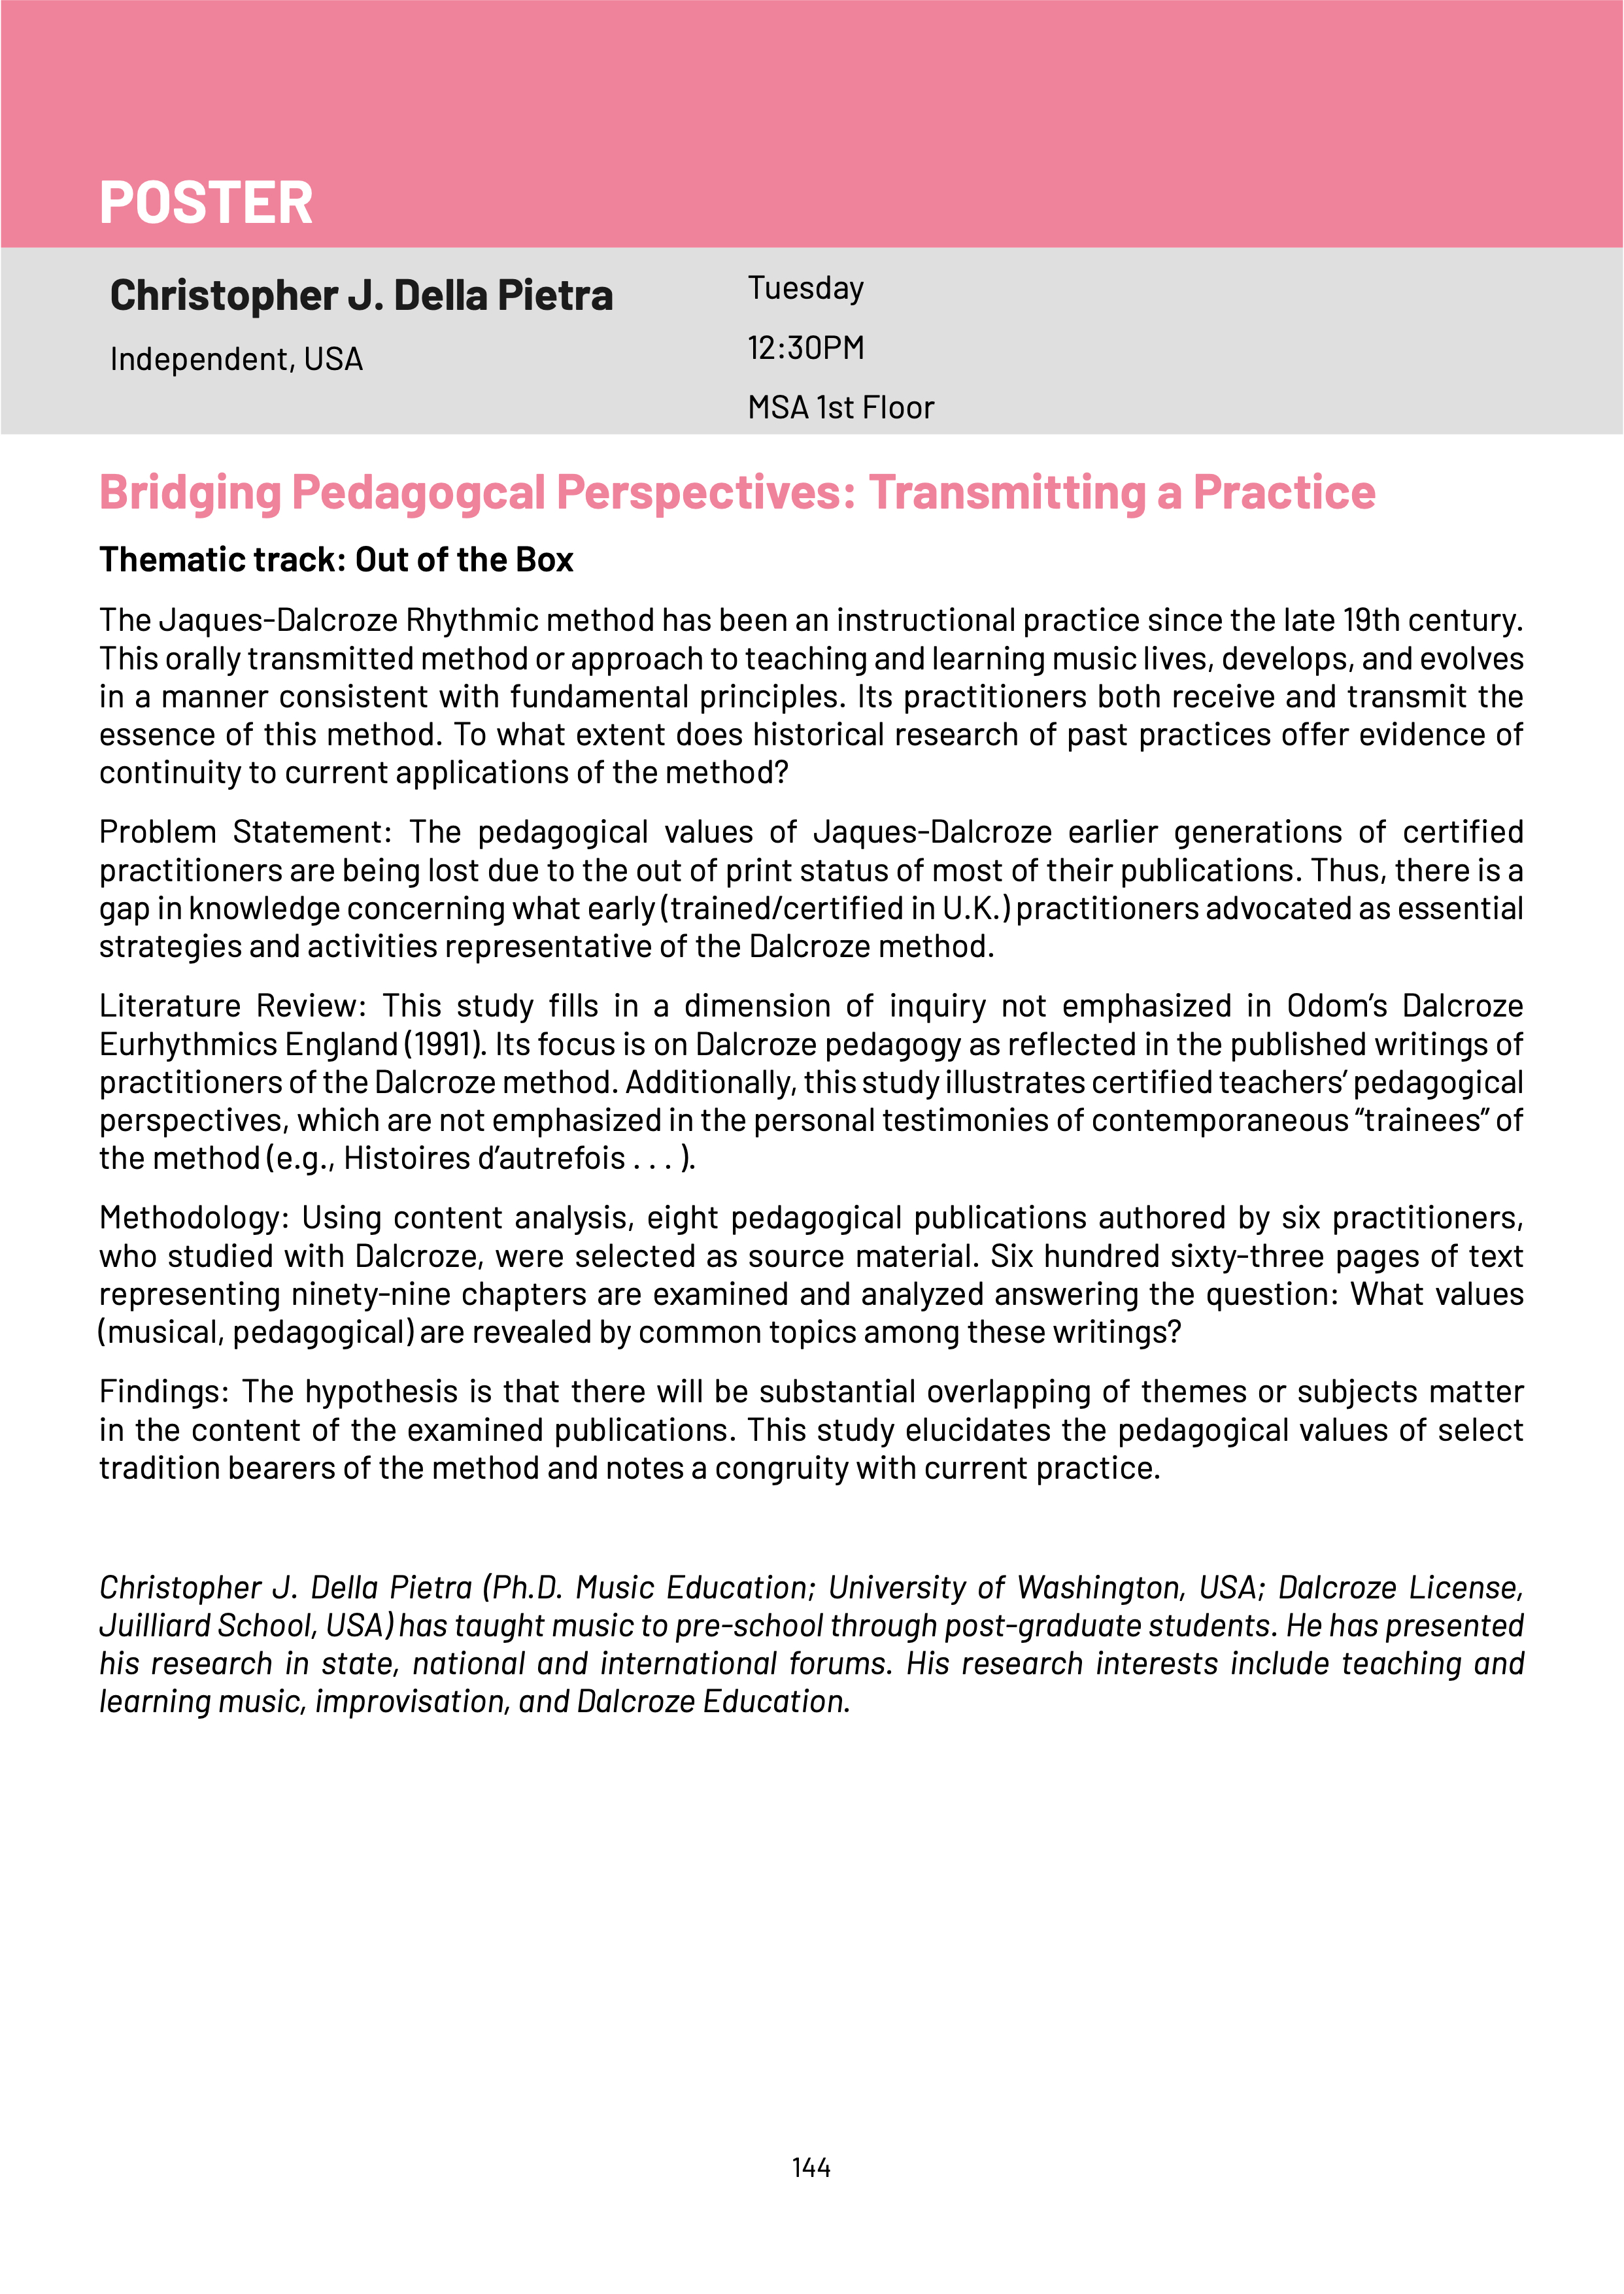 POSTER
Christopher J. Della Pietra
Independent, USA
Tuesday
12:30PM
MSA 1st Floor
Bridging Pedagogcal Perspectives: Transmitting a Practice
Thematic track: Out of the Box
The Jaques-Dalcroze Rhythmic method has been an instructional practice since the late 19th century.
This orally transmitted method or approach to teaching and learning music lives, develops, and evolves
in a manner consistent with fundamental principles. Its practitioners both receive and transmit the
essence of this method. To what extent does historical research of past practices offer evidence of
continuity to current applications of the method?
Problem Statement: The pedagogical values of Jaques-Dalcroze earlier generations of certified
practitioners are being lost due to the out of print status of most of their publications. Thus, there is a
gap in knowledge concerning what early (trained/certified in U.K.) practitioners advocated as essential
strategies and activities representative of the Dalcroze method.
Literature Review: This study fills in a dimension of inquiry not emphasized in Odom’s Dalcroze
Eurhythmics England (1991). Its focus is on Dalcroze pedagogy as reflected in the published writings of
practitioners of the Dalcroze method. Additionally, this study illustrates certified teachers’ pedagogical
perspectives, which are not emphasized in the personal testimonies of contemporaneous “trainees” of
the method (e.g., Histoires d’autrefois . . . ).
Methodology: Using content analysis, eight pedagogical publications authored by six practitioners,
who studied with Dalcroze, were selected as source material. Six hundred sixty-three pages of text
representing ninety-nine chapters are examined and analyzed answering the question: What values
(musical, pedagogical) are revealed by common topics among these writings?
Findings: The hypothesis is that there will be substantial overlapping of themes or subjects matter
in the content of the examined publications. This study elucidates the pedagogical values of select
tradition bearers of the method and notes a congruity with current practice.
Christopher J. Della Pietra (Ph.D. Music Education; University of Washington, USA; Dalcroze License,
Juilliard School, USA) has taught music to pre-school through post-graduate students. He has presented
his research in state, national and international forums. His research interests include teaching and
learning music, improvisation, and Dalcroze Education.
144